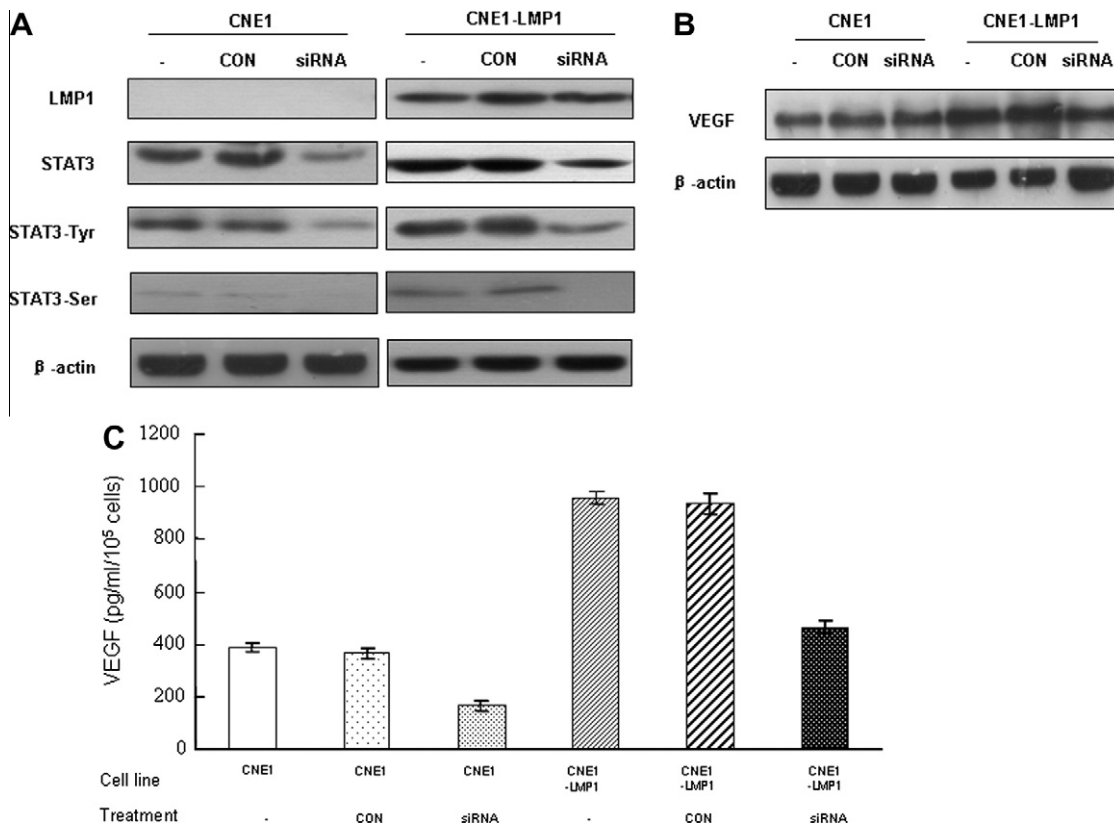 A
CNE1 CNE1-LMP1
- CON siRNA - CON siRNA
LMP1
STAT3
STAT3-Tyr
STAT3-Ser
β-actin
B
CNE1 CNE1-LMP1
- CON siRNA - CON siRNA
VEGF
β-actin
C
VEGF (pg/ml/10⁵ cells)
1200
1000
800
600
400
200
0
Cell line CNE1 CNE1 CNE1 CNE1 -LMP1 CNE1 -LMP1 CNE1 -LMP1
Treatment - CON siRNA - CON siRNA